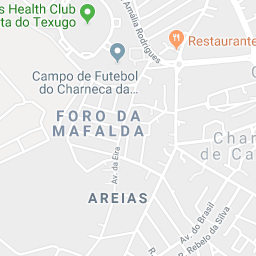 s Health Club
ta do Texugo
Amália Rodrigues
Restaurante
Campo de Futebol
do Charneca da...
FORO DA
MAFALDA
Char
de Ca
Av. da Eira
AREIAS
Av. do Brasil
R. Rebelo da Silva